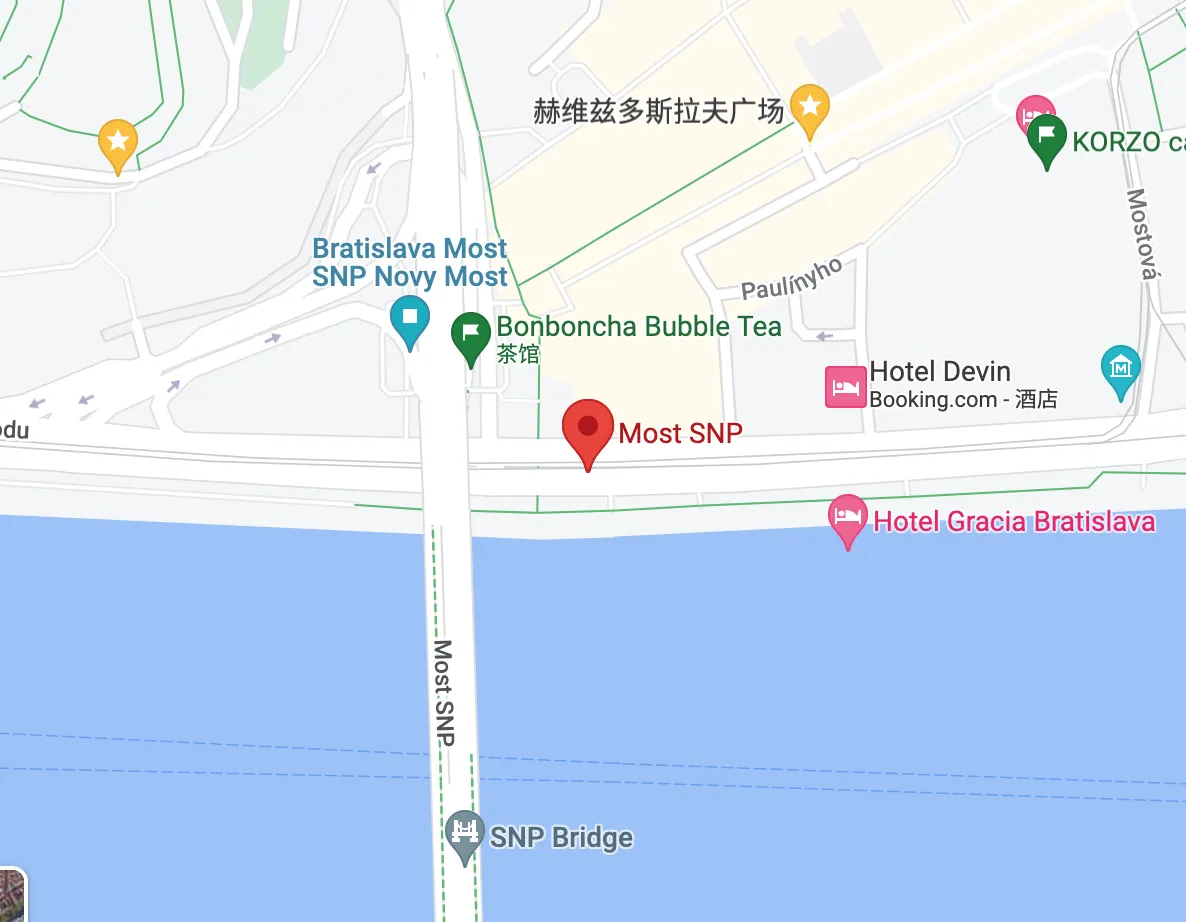 赫维兹多斯拉夫广场
KORZO ca
Mostová
Bratislava Most
SNP Novy Most
Paulínyho
Bonboncha Bubble Tea
茶馆
Hotel Devin
Booking.com - 酒店
odu
Most SNP
Hotel Gracia Bratislava
Most SNP
SNP Bridge